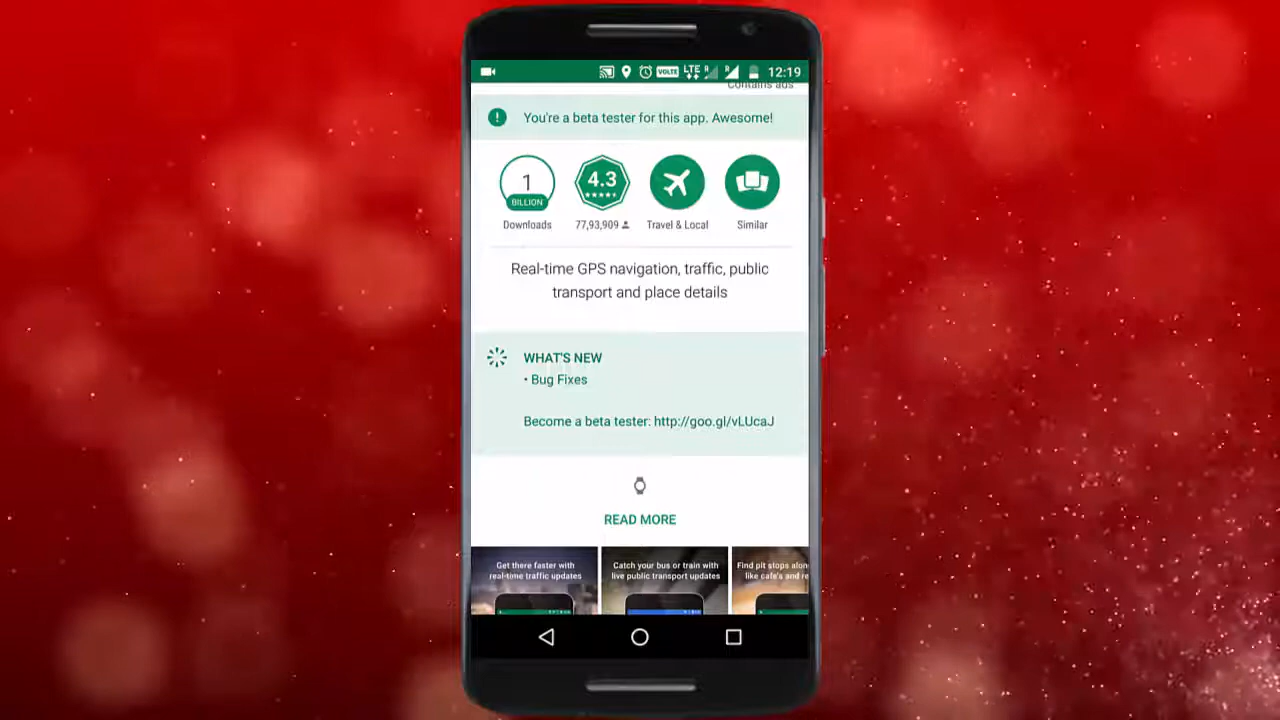 VOLTE LTE R R 12:19
Contains ads
You're a beta tester for this app. Awesome!
1
BILLION
Downloads
4.3
77,93,909
Travel & Local
Similar
Real-time GPS navigation, traffic, public
transport and place details
WHAT'S NEW
• Bug Fixes
Become a beta tester: http://goo.gl/vLUcaJ
READ MORE
Get there faster with
real-time traffic updates
Catch your bus or train with
live public transport updates
Find pit stops alon
like cafe's and re